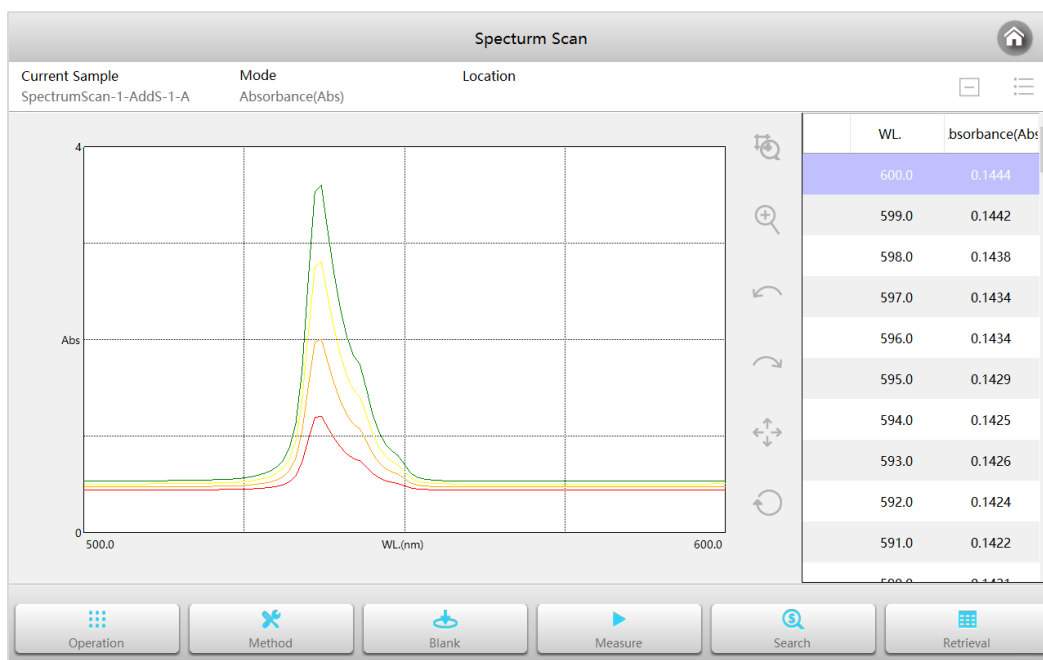 Specturm Scan
Current Sample Mode Location
SpectrumScan-1-AddS-1-A Absorbance(Abs)
WL. bsorbance(Abs
4
600.0 0.1444
599.0 0.1442
598.0 0.1438
597.0 0.1434
Abs
596.0 0.1434
595.0 0.1429
594.0 0.1425
593.0 0.1426
592.0 0.1424
0
500.0 WL.(nm) 600.0
591.0 0.1422
Operation Method Blank Measure Search Retrieval